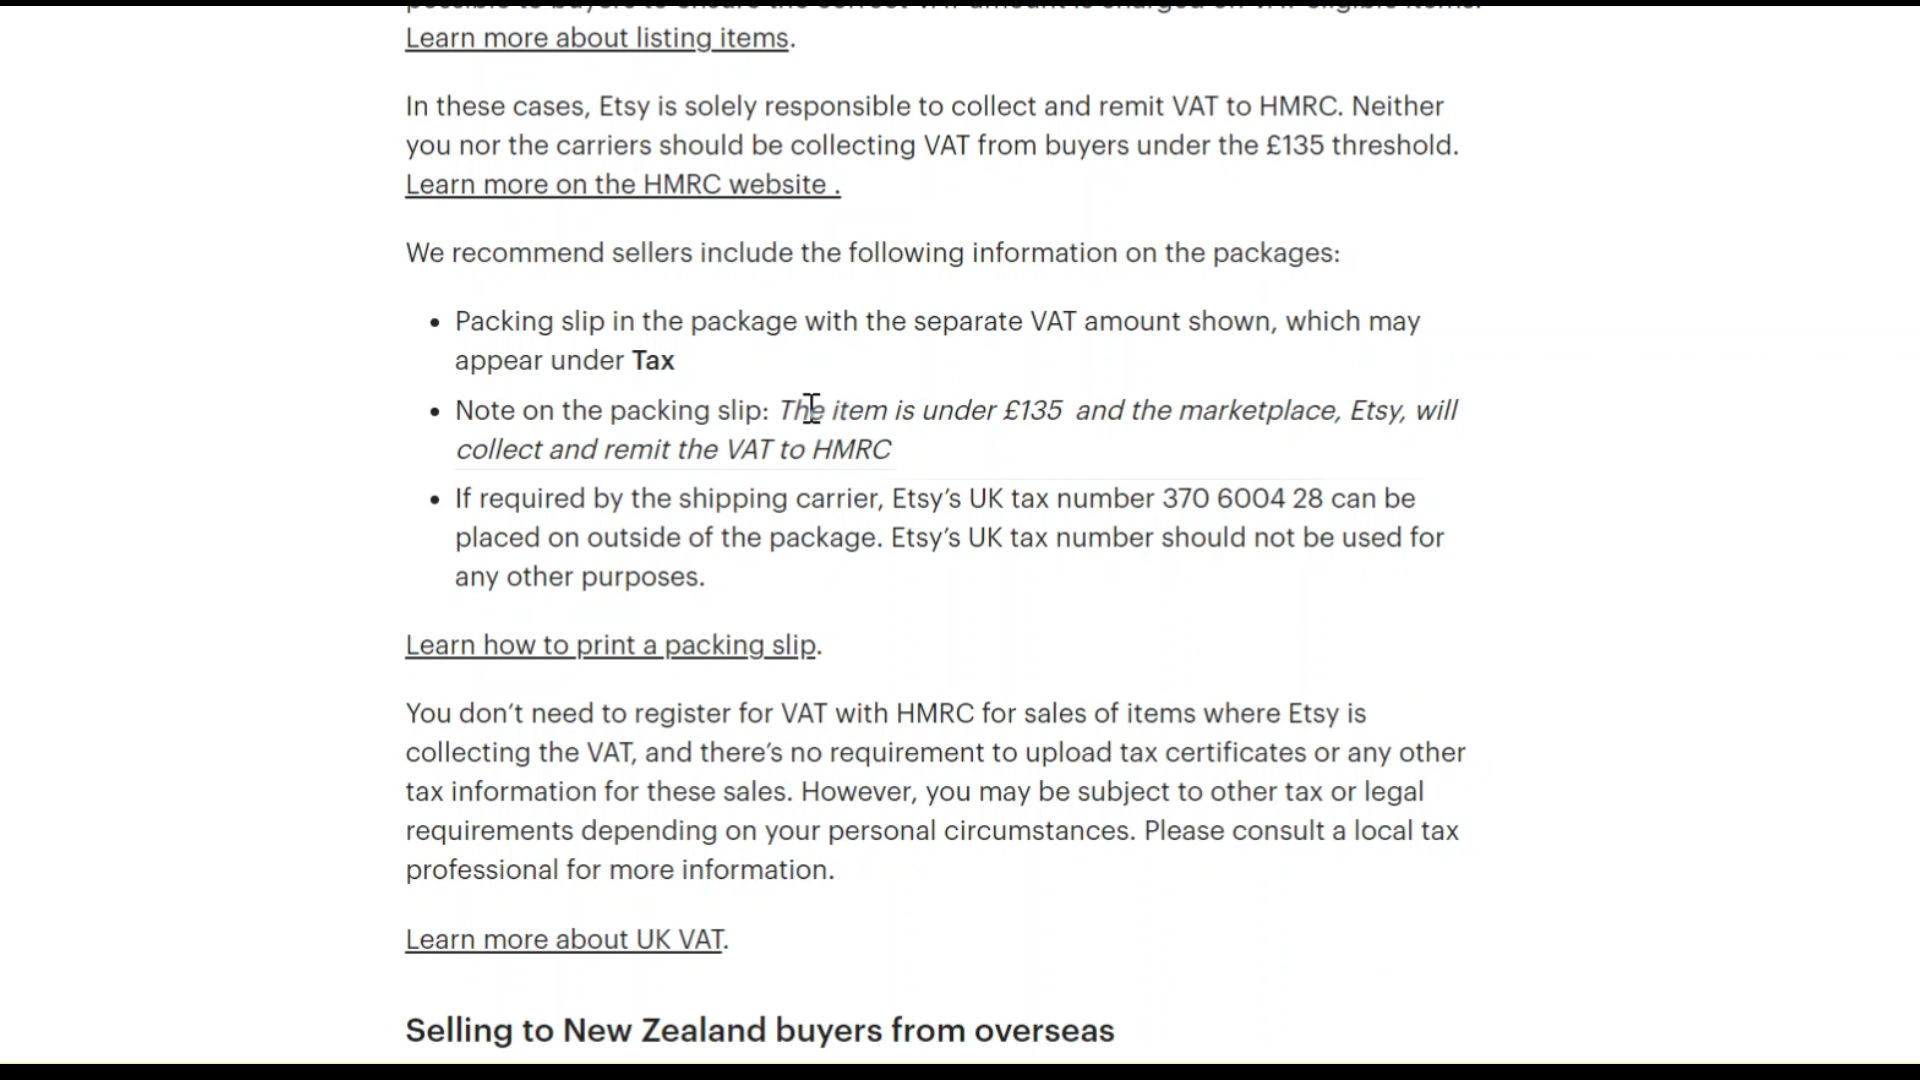 Learn more about listing items.
In these cases, Etsy is solely responsible to collect and remit VAT to HMRC. Neither
you nor the carriers should be collecting VAT from buyers under the £135 threshold.
Learn more on the HMRC website .
We recommend sellers include the following information on the packages:
• Packing slip in the package with the separate VAT amount shown, which may
appear under Tax
• Note on the packing slip: The item is under £135 and the marketplace, Etsy, will
collect and remit the VAT to HMRC
• If required by the shipping carrier, Etsy’s UK tax number 370 6004 28 can be
placed on outside of the package. Etsy’s UK tax number should not be used for
any other purposes.
Learn how to print a packing slip.
You don’t need to register for VAT with HMRC for sales of items where Etsy is
collecting the VAT, and there’s no requirement to upload tax certificates or any other
tax information for these sales. However, you may be subject to other tax or legal
requirements depending on your personal circumstances. Please consult a local tax
professional for more information.
Learn more about UK VAT.
Selling to New Zealand buyers from overseas